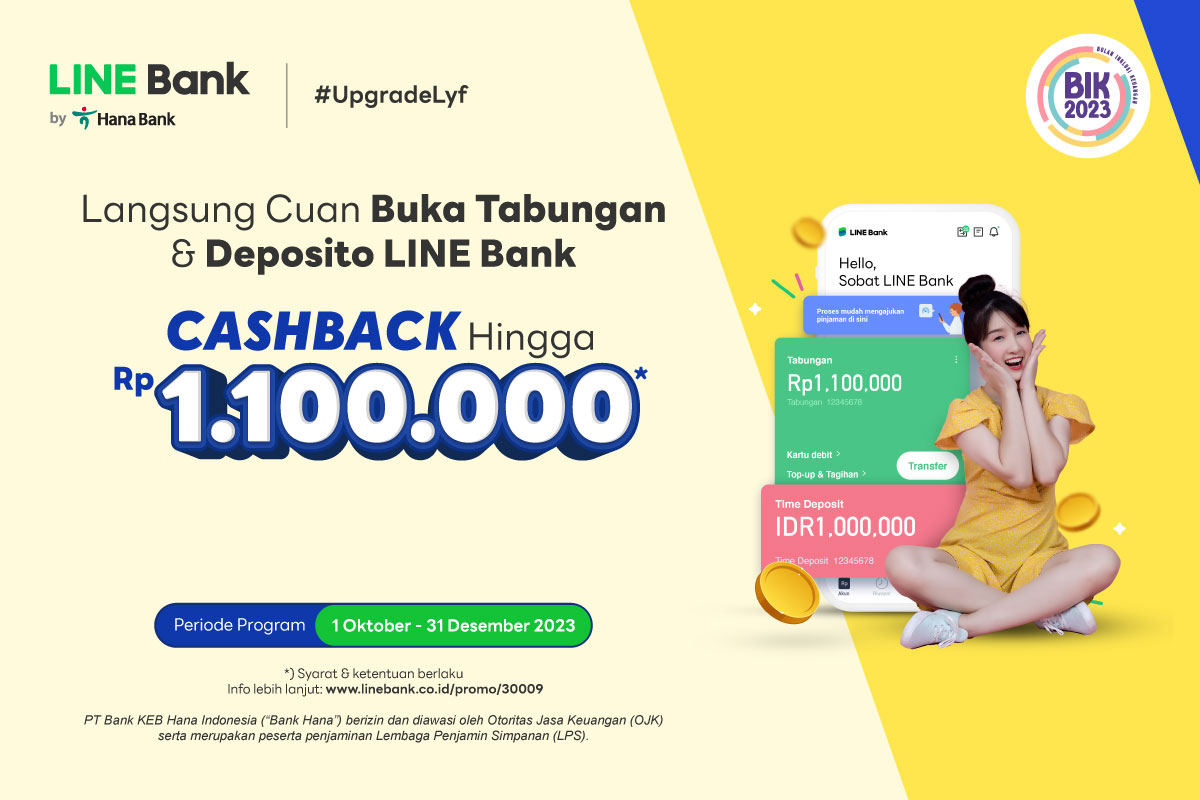 LINE Bank
by Hana Bank
#UpgradeLyf
BULAN INKLUSI KEUANGAN
BIK
2023
Langsung Cuan Buka Tabungan
& Deposito LINE Bank
CASHBACK Hingga
Rp 1.100.000*
Periode Program 1 Oktober - 31 Desember 2023
*) Syarat & ketentuan berlaku
Info lebih lanjut: www.linebank.co.id/promo/30009
PT Bank KEB Hana Indonesia (“Bank Hana”) berizin dan diawasi oleh Otoritas Jasa Keuangan (OJK)
serta merupakan peserta penjaminan Lembaga Penjamin Simpanan (LPS).
LINE Bank
Hello,
Sobat LINE Bank
Proses mudah mengajukan
pinjaman di sini
Tabungan
Rp1,100,000
Tabungan 12345678
Kartu debit >
Top-up & Tagihan >
Transfer
Time Deposit
IDR1,000,000
Time Deposit 12345678
Rp
Akun